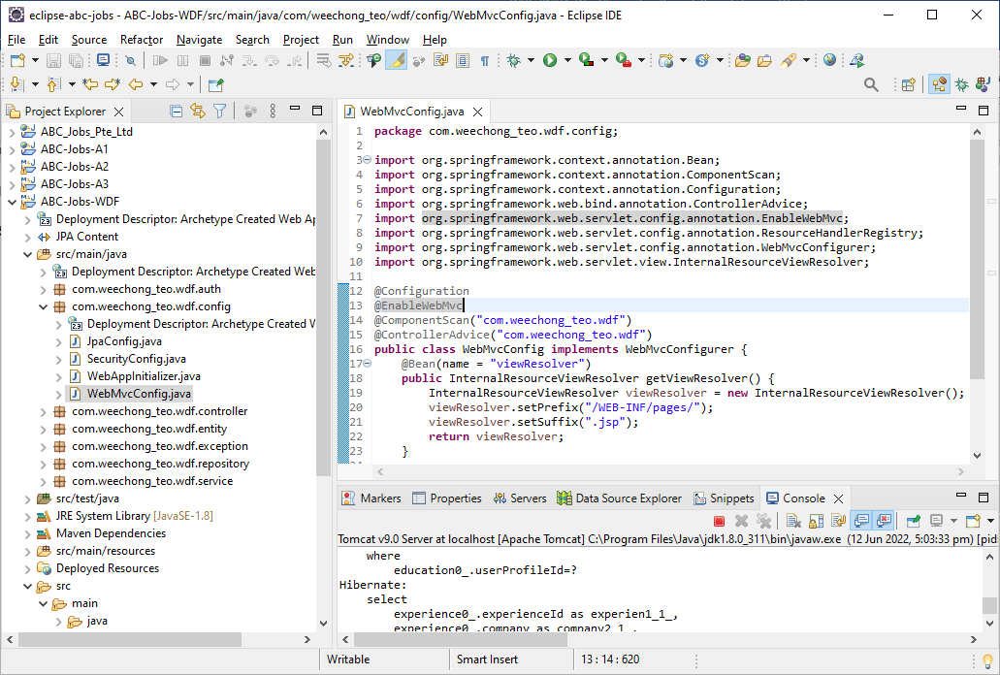 eclipse-abc-jobs - ABC-Jobs-WDF/src/main/java/com/weechong_teo/wdf/config/WebMvcConfig.java - Eclipse IDE
File Edit Source Refactor Navigate Search Project Run Window Help
Project Explorer
ABC_Jobs_Pte_Ltd
ABC-Jobs-A1
ABC-Jobs-A2
ABC-Jobs-A3
ABC-Jobs-WDF
Deployment Descriptor: Archetype Created Web Ap
JPA Content
src/main/java
Deployment Descriptor: Archetype Created Web
com.weechong_teo.wdf.auth
com.weechong_teo.wdf.config
Deployment Descriptor: Archetype Created W
JpaConfig.java
SecurityConfig.java
WebAppInitializer.java
WebMvcConfig.java
com.weechong_teo.wdf.controller
com.weechong_teo.wdf.entity
com.weechong_teo.wdf.exception
com.weechong_teo.wdf.repository
com.weechong_teo.wdf.service
src/test/java
JRE System Library [JavaSE-1.8]
Maven Dependencies
src/main/resources
Deployed Resources
src
main
java
WebMvcConfig.java
1 package com.weechong_teo.wdf.config;
2
3 import org.springframework.context.annotation.Bean;
4 import org.springframework.context.annotation.ComponentScan;
5 import org.springframework.context.annotation.Configuration;
6 import org.springframework.web.bind.annotation.ControllerAdvice;
7 import org.springframework.web.servlet.config.annotation.EnableWebMvc;
8 import org.springframework.web.servlet.config.annotation.ResourceHandlerRegistry;
9 import org.springframework.web.servlet.config.annotation.WebMvcConfigurer;
10 import org.springframework.web.servlet.view.InternalResourceViewResolver;
11
12 @Configuration
13 @EnableWebMvc
14 @ComponentScan("com.weechong_teo.wdf")
15 @ControllerAdvice("com.weechong_teo.wdf")
16 public class WebMvcConfig implements WebMvcConfigurer {
17 @Bean(name = "viewResolver")
18 public InternalResourceViewResolver getViewResolver() {
19 InternalResourceViewResolver viewResolver = new InternalResourceViewResolver();
20 viewResolver.setPrefix("/WEB-INF/pages/");
21 viewResolver.setSuffix(".jsp");
22 return viewResolver;
23 }
Markers Properties Servers Data Source Explorer Snippets Console
Tomcat v9.0 Server at localhost [Apache Tomcat] C:\Program Files\Java\jdk1.8.0_311\bin\javaw.exe (12 Jun 2022, 5:03:33 pm) [pid:
where
education0_.userProfileId=?
Hibernate:
select
experience0_.experienceId as experien1_1_,
experience0_.company as company2_1_,
Writable Smart Insert 13 : 14 : 620